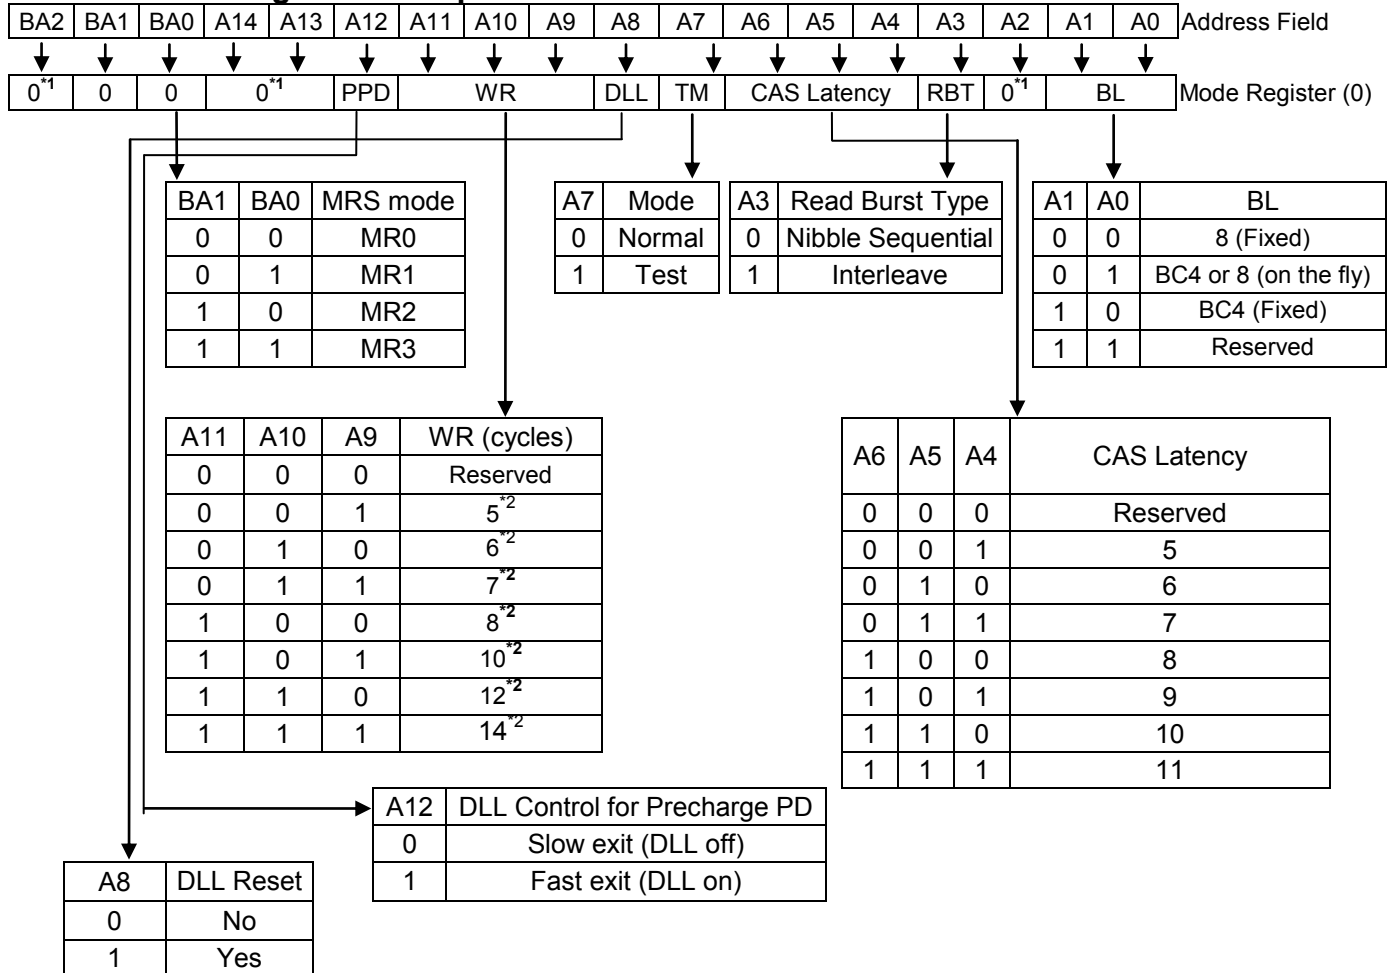 BA2 BA1 BA0 A14 A13 A12 A11 A10 A9 A8 A7 A6 A5 A4 A3 A2 A1 A0 Address Field
0*1 0 0 0*1 PPD WR DLL TM CAS Latency RBT 0*1 BL Mode Register (0)
BA1 BA0 MRS mode
0 0 MR0
0 1 MR1
1 0 MR2
1 1 MR3
A7 Mode
0 Normal
1 Test
A3 Read Burst Type
0 Nibble Sequential
1 Interleave
A1 A0 BL
0 0 8 (Fixed)
0 1 BC4 or 8 (on the fly)
1 0 BC4 (Fixed)
1 1 Reserved
A11 A10 A9 WR (cycles)
0 0 0 Reserved
0 0 1 5*2
0 1 0 6*2
0 1 1 7*2
1 0 0 8*2
1 0 1 10*2
1 1 0 12*2
1 1 1 14*2
A6 A5 A4 CAS Latency
0 0 0 Reserved
0 0 1 5
0 1 0 6
0 1 1 7
1 0 0 8
1 0 1 9
1 1 0 10
1 1 1 11
A12 DLL Control for Precharge PD
0 Slow exit (DLL off)
1 Fast exit (DLL on)
A8 DLL Reset
0 No
1 Yes